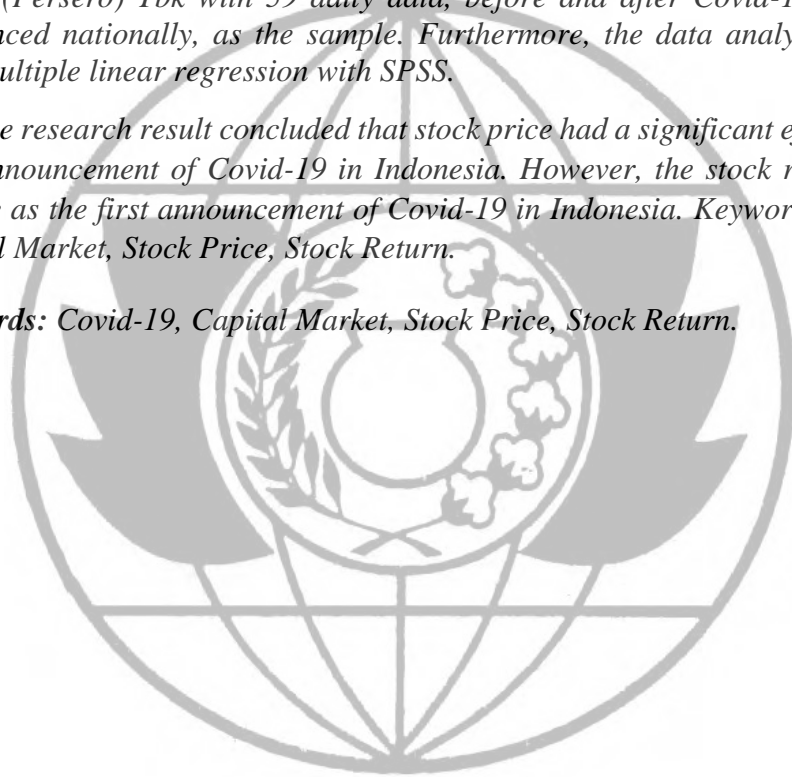 (Persero) Tbk with 59 daily data, before and after Covid-1
nced nationally, as the sample. Furthermore, the data analy
ultiple linear regression with SPSS.
e research result concluded that stock price had a significant e
nnouncement of Covid-19 in Indonesia. However, the stock r
as the first announcement of Covid-19 in Indonesia. Keywor
l Market, Stock Price, Stock Return.
rds: Covid-19, Capital Market, Stock Price, Stock Return.